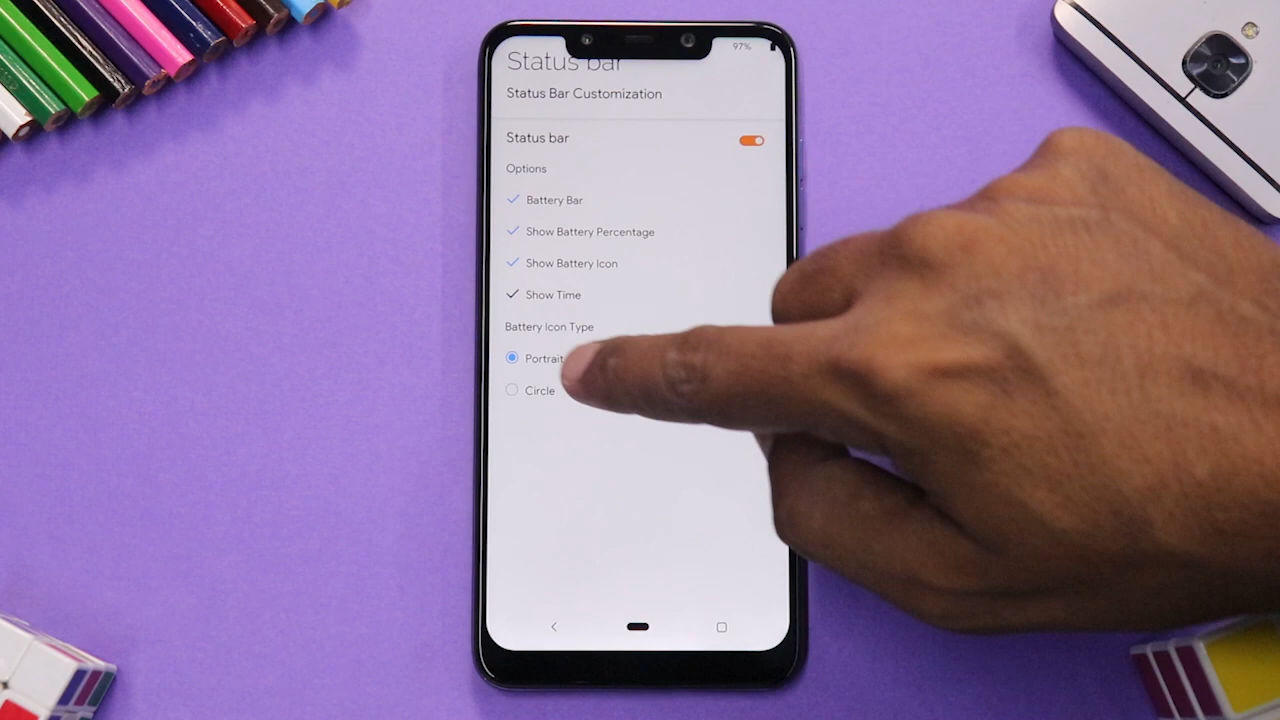 97%
Status bar
Status Bar Customization
Status bar
Options
Battery Bar
Show Battery Percentage
Show Battery Icon
Show Time
Battery Icon Type
Portrait
Circle